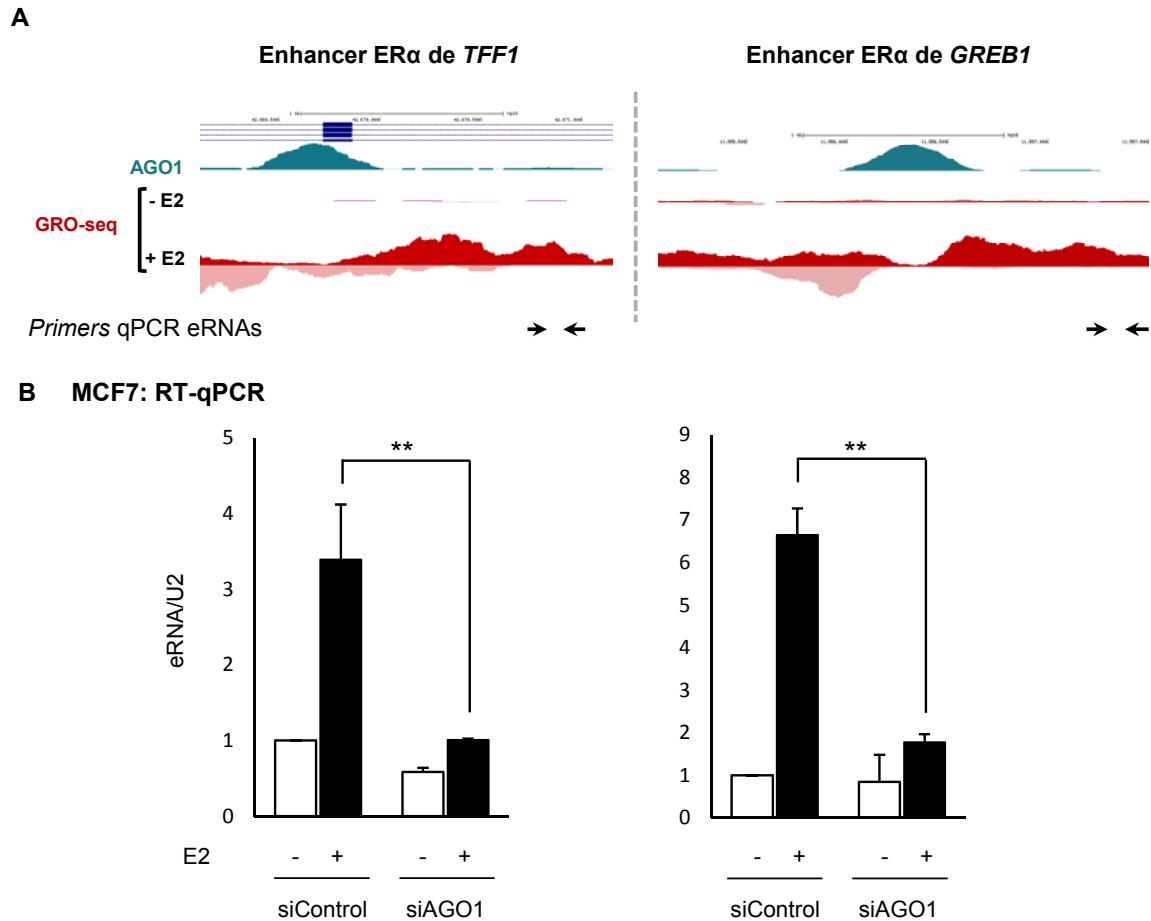 A
Enhancer ERα de TFF1
Enhancer ERα de GREB1
AGO1
GRO-seq
- E2
+ E2
Primers qPCR eRNAs
B MCF7: RT-qPCR
eRNA/U2
5
4
3
2
1
0
**
9
8
7
6
5
4
3
2
1
0
**
E2 - + - + - + - +
siControl siAGO1 siControl siAGO1